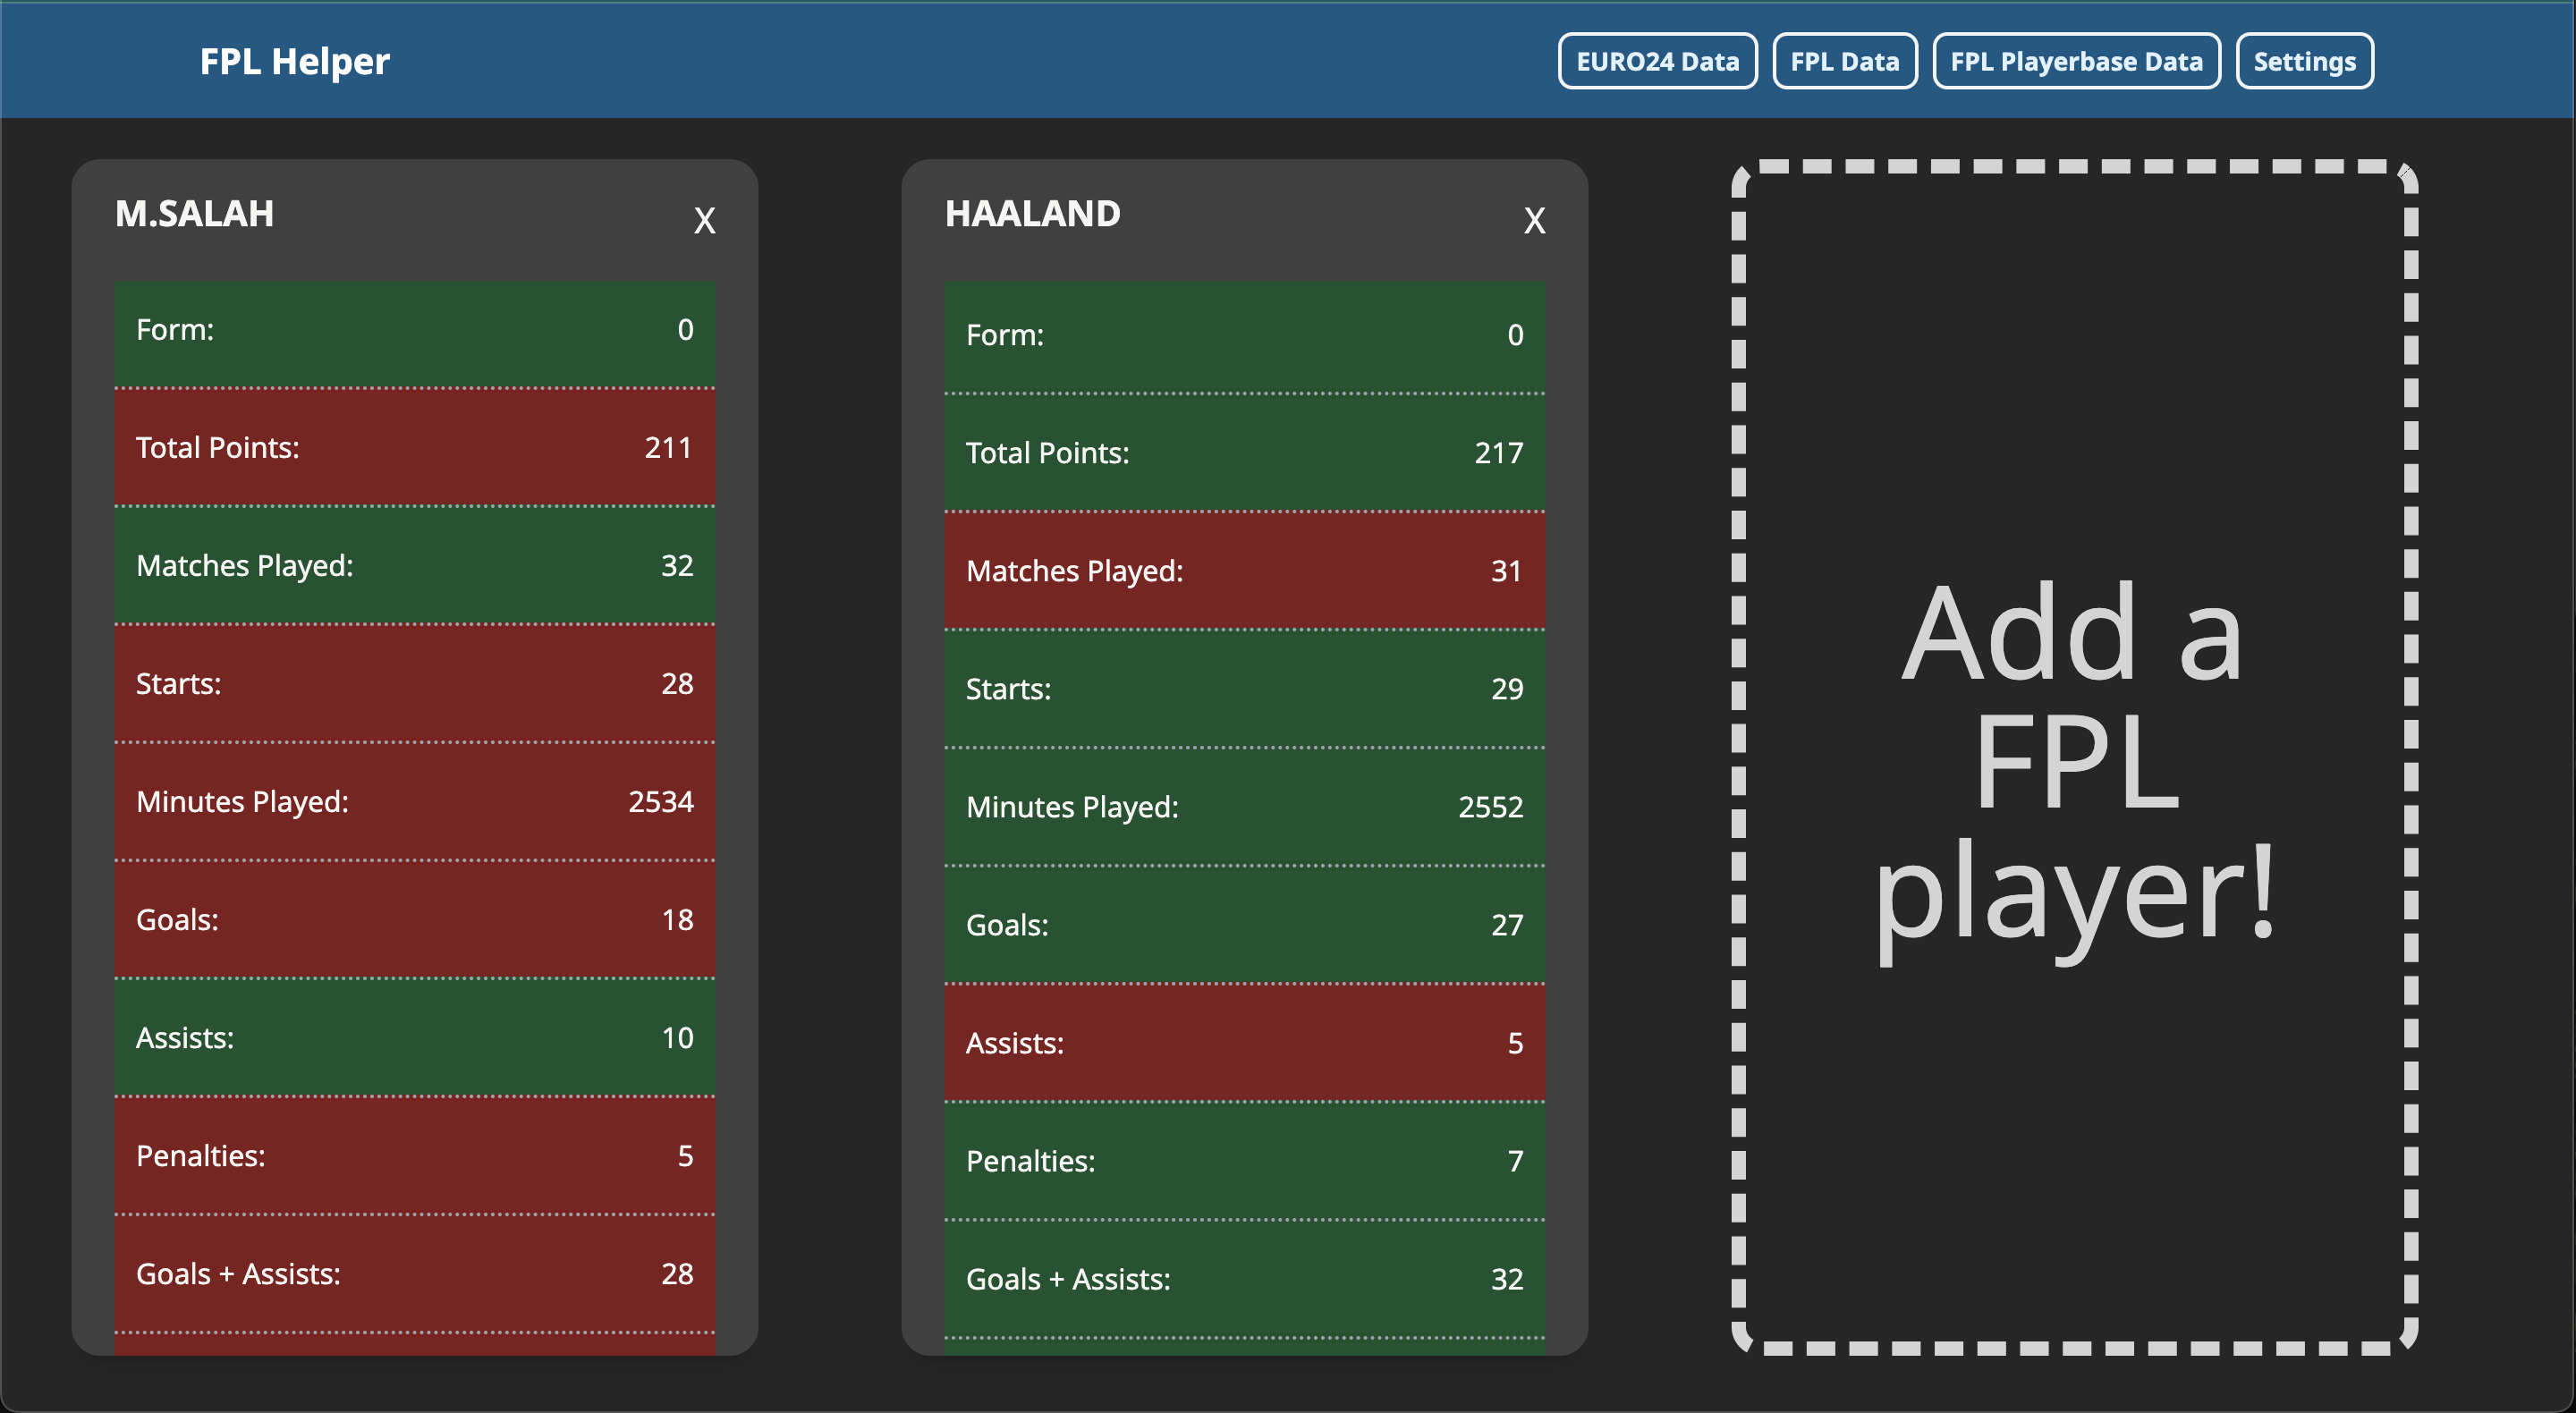 FPL Helper
EURO24 Data
FPL Data
FPL Playerbase Data
Settings
M.SALAH
X
Form: 0
Total Points: 211
Matches Played: 32
Starts: 28
Minutes Played: 2534
Goals: 18
Assists: 10
Penalties: 5
Goals + Assists: 28
HAALAND
X
Form: 0
Total Points: 217
Matches Played: 31
Starts: 29
Minutes Played: 2552
Goals: 27
Assists: 5
Penalties: 7
Goals + Assists: 32
Add a
FPL
player!